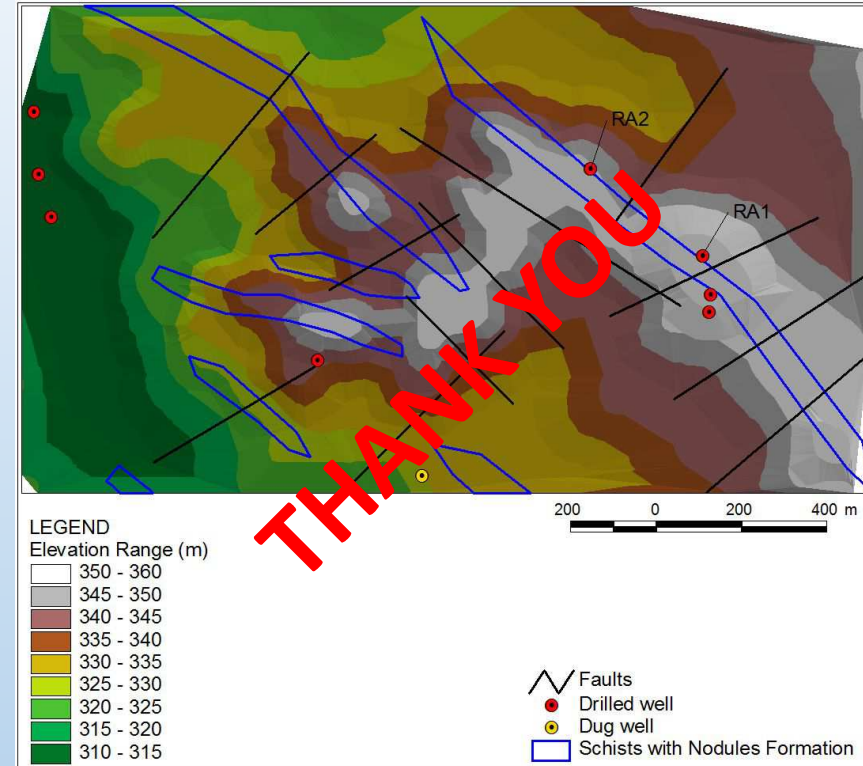 RA2
RA1
THANK YOU
200 0 200 400 m
LEGEND
Elevation Range (m)
350 - 360
345 - 350
340 - 345
335 - 340
330 - 335
325 - 330
320 - 325
315 - 320
310 - 315
Faults
Drilled well
Dug well
Schists with Nodules Formation